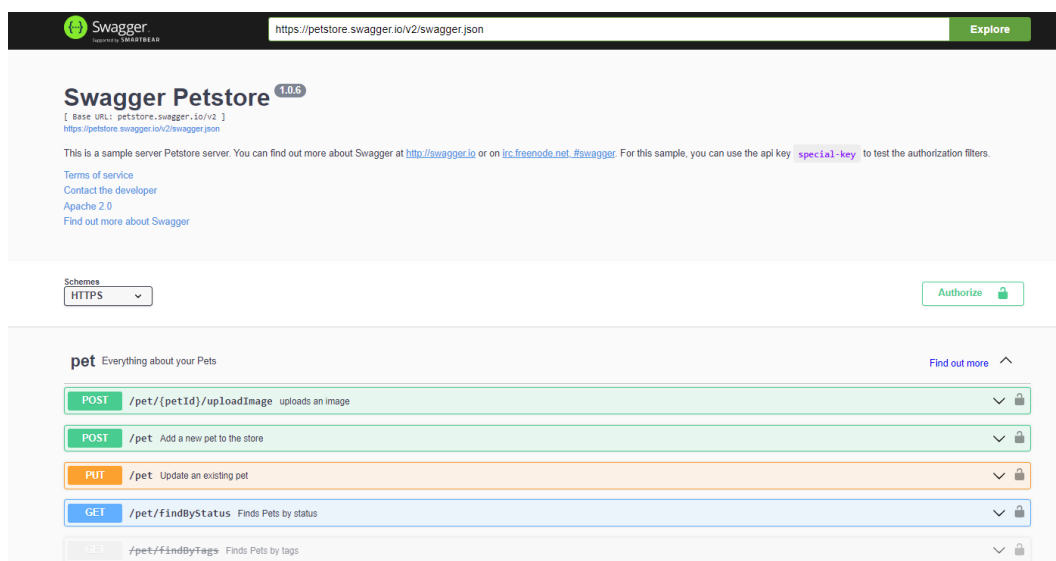 Swagger.
Supported by SMARTBEAR
https://petstore.swagger.io/v2/swagger.json
Explore
Swagger Petstore 1.0.6
[ Base URL: petstore.swagger.io/v2 ]
https://petstore.swagger.io/v2/swagger.json
This is a sample server Petstore server. You can find out more about Swagger at http://swagger.io or on irc.freenode.net, #swagger. For this sample, you can use the api key special-key to test the authorization filters.
Terms of service
Contact the developer
Apache 2.0
Find out more about Swagger
Schemes
HTTPS
Authorize
pet Everything about your Pets
Find out more
POST /pet/{petId}/uploadImage uploads an image
POST /pet Add a new pet to the store
PUT /pet Update an existing pet
GET /pet/findByStatus Finds Pets by status
GET /pet/findByTags Finds Pets by tags